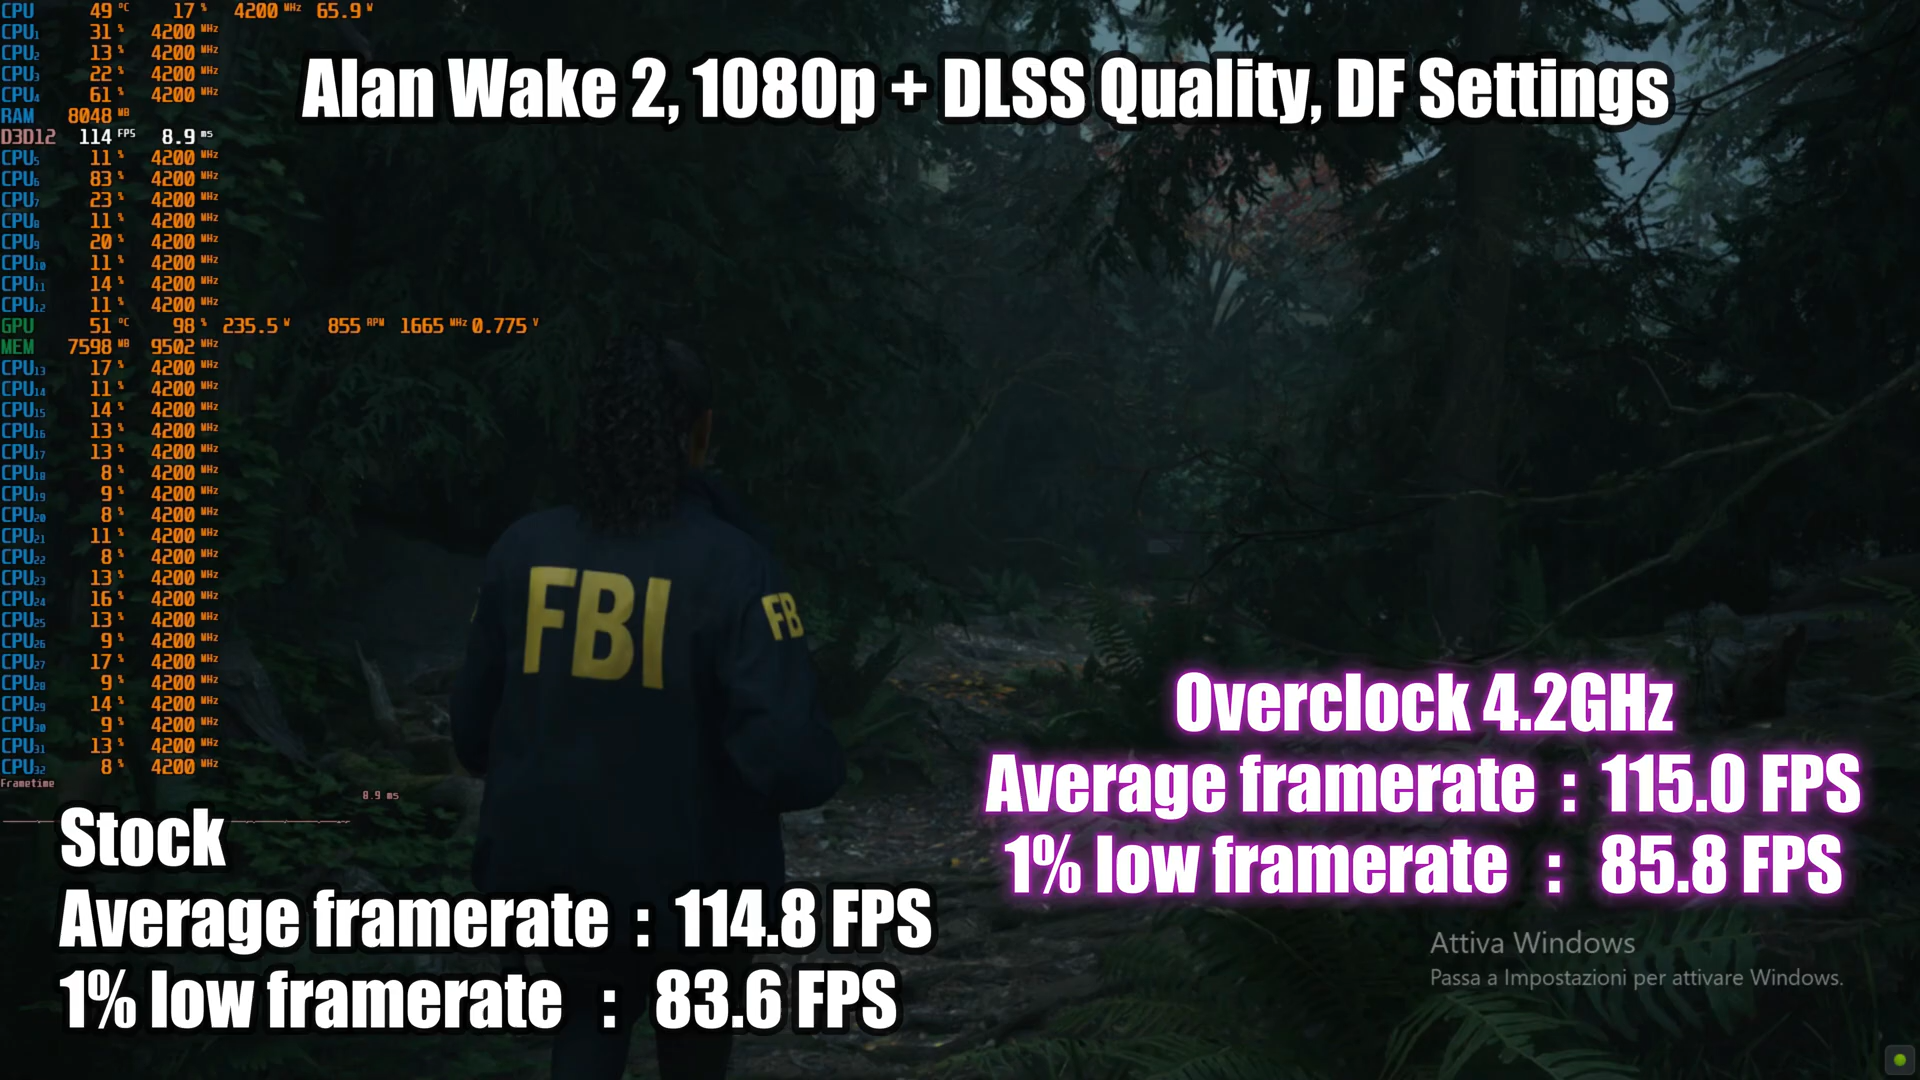 CPU 49 °C 17 % 4200 MHz 65.9 W
CPU1 31 % 4200 MHz
CPU2 13 % 4200 MHz
CPU3 22 % 4200 MHz
CPU4 61 % 4200 MHz
RAM 8048 MB
D3D12 114 FPS 8.9 ms
CPU5 11 % 4200 MHz
CPU6 83 % 4200 MHz
CPU7 23 % 4200 MHz
CPU8 11 % 4200 MHz
CPU9 20 % 4200 MHz
CPU10 11 % 4200 MHz
CPU11 14 % 4200 MHz
CPU12 11 % 4200 MHz
GPU 51 °C 98 % 235.5 W 855 RPM 1665 MHz 0.775 V
MEM 7598 MB 9502 MHz
CPU13 17 % 4200 MHz
CPU14 11 % 4200 MHz
CPU15 14 % 4200 MHz
CPU16 13 % 4200 MHz
CPU17 13 % 4200 MHz
CPU18 8 % 4200 MHz
CPU19 9 % 4200 MHz
CPU20 8 % 4200 MHz
CPU21 11 % 4200 MHz
CPU22 8 % 4200 MHz
CPU23 13 % 4200 MHz
CPU24 16 % 4200 MHz
CPU25 13 % 4200 MHz
CPU26 9 % 4200 MHz
CPU27 17 % 4200 MHz
CPU28 9 % 4200 MHz
CPU29 14 % 4200 MHz
CPU30 9 % 4200 MHz
CPU31 13 % 4200 MHz
CPU32 8 % 4200 MHz
Frametime
8.9 ms
Alan Wake 2, 1080p + DLSS Quality, DF Settings
FBI
FB
Overclock 4.2GHz
Average framerate : 115.0 FPS
1% low framerate : 85.8 FPS
Stock
Average framerate : 114.8 FPS
1% low framerate : 83.6 FPS
Attiva Windows
Passa a Impostazioni per attivare Windows.